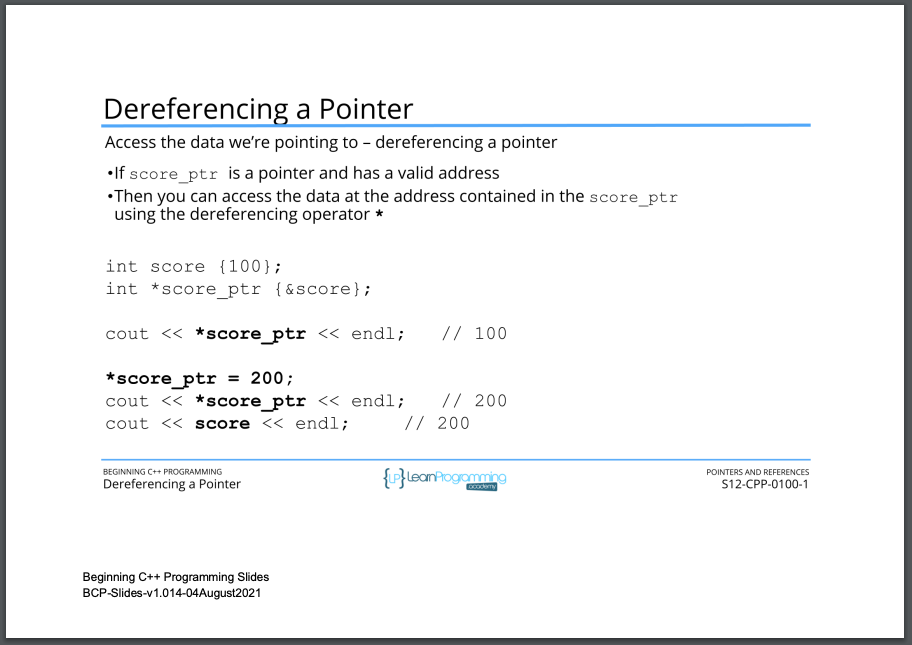 Dereferencing a Pointer
Access the data we’re pointing to – dereferencing a pointer
•If score_ptr is a pointer and has a valid address
•Then you can access the data at the address contained in the score_ptr
using the dereferencing operator *
int score {100};
int *score_ptr {&score};
cout << *score_ptr << endl;   // 100
*score_ptr = 200;
cout << *score_ptr << endl;   // 200
cout << score << endl;     // 200
BEGINNING C++ PROGRAMMING
Dereferencing a Pointer
{LP}LearnProgramming
academy
POINTERS AND REFERENCES
S12-CPP-0100-1
Beginning C++ Programming Slides
BCP-Slides-v1.014-04August2021